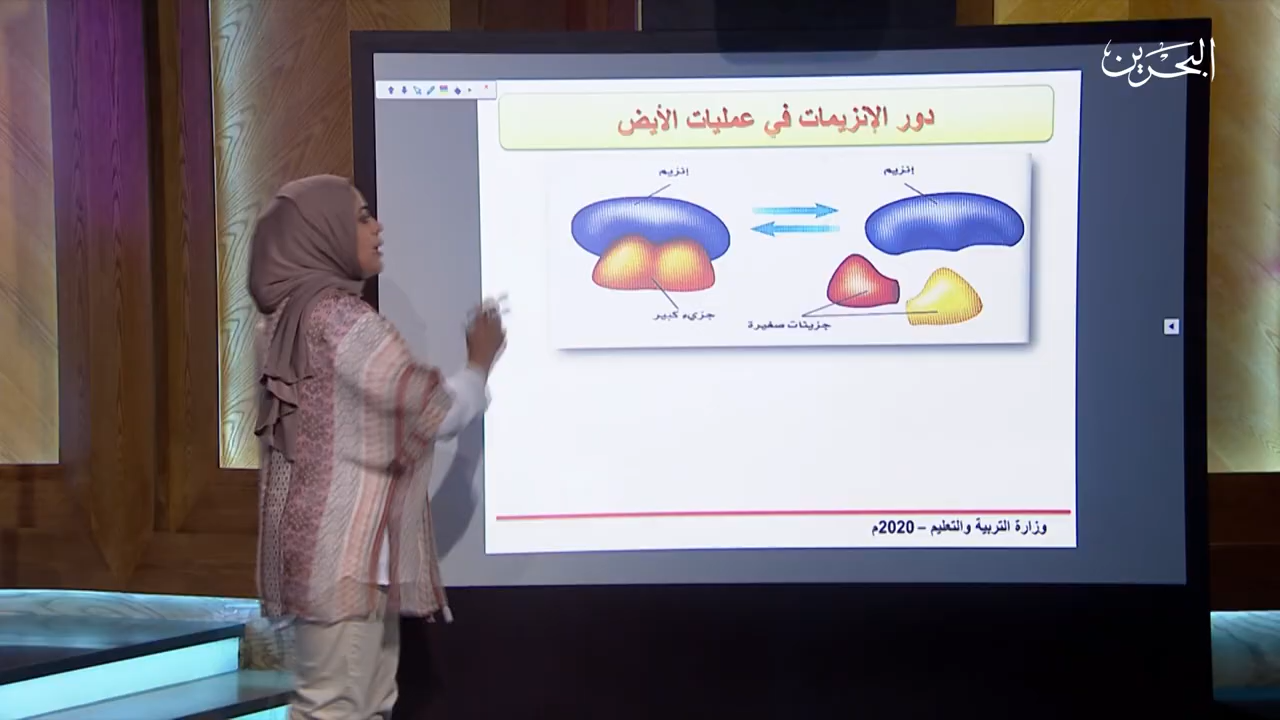 البحرين
دور الإنزيمات في عمليات الأيض
إنزيم
إنزيم
جزيء كبير
جزيئات صغيرة
وزارة التربية والتعليم – 2020م